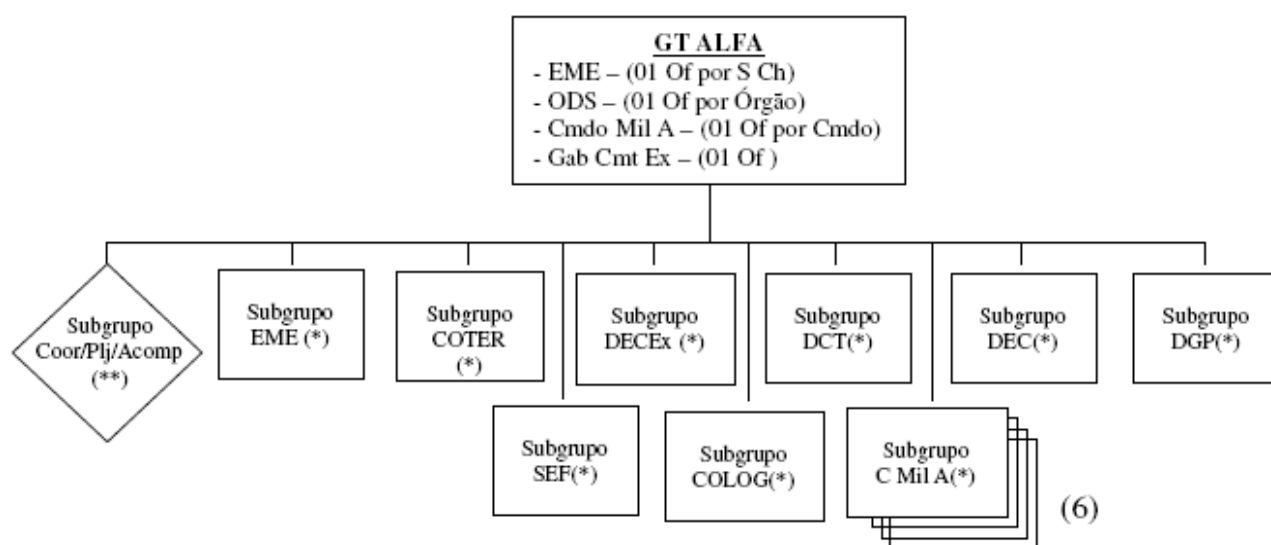 GT ALFA
- EME – (01 Of por S Ch)
- ODS – (01 Of por Órgão)
- Cmdo Mil A – (01 Of por Cmdo)
- Gab Cmt Ex – (01 Of )
Subgrupo
Coor/Plj/Acomp
(**)
Subgrupo
EME (*)
Subgrupo
COTER
(*)
Subgrupo
DECEx (*)
Subgrupo
DCT(*)
Subgrupo
DEC(*)
Subgrupo
DGP(*)
Subgrupo
SEF(*)
Subgrupo
COLOG(*)
Subgrupo
C Mil A(*)
(6)